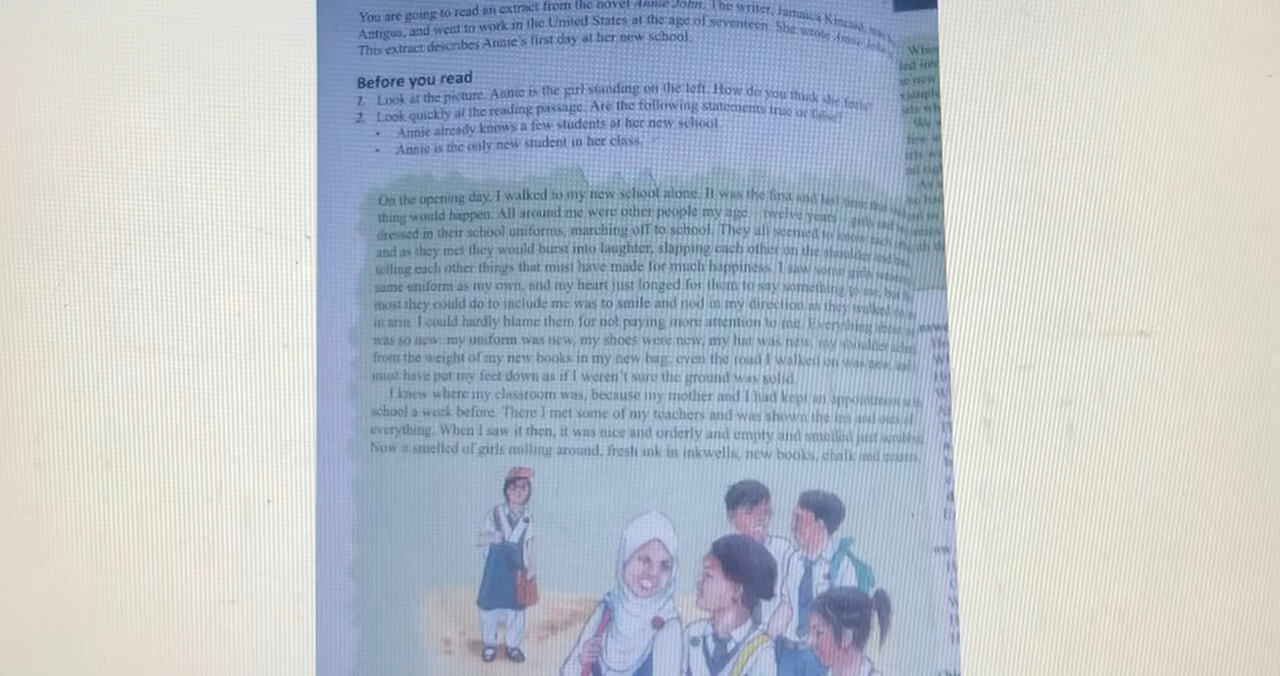 You are going to read an extract from the novel Annie John. The writer, Jamaica Kincaid, was
Antigua, and went to work in the United States at the age of seventeen. She wrote Annie John
This extract describes Annie's first day at her new school.
Before you read
1. Look at the picture. Annie is the girl standing on the left. How do you think she feels?
2. Look quickly at the reading passage. Are the following statements true or false?
• Annie already knows a few students at her new school.
• Annie is the only new student in her class.
On the opening day, I walked to my new school alone. It was the first and last time that
thing would happen. All around me were other people my age twelve years girls and
dressed in their school uniforms, marching off to school. They all seemed to know each
and as they met they would burst into laughter, slapping each other on the shoulder and
telling each other things that must have made for much happiness. I saw some girls
same uniform as my own, and my heart just longed for them to say something to me, but the
most they could do to include me was to smile and nod in my direction as they walked on
in arm. I could hardly blame them for not paying more attention to me. Everything about
was so new: my uniform was new, my shoes were new, my hat was new, my shoulder
from the weight of my new books in my new bag; even the road I walked on was new, and
must have put my feet down as if I weren't sure the ground was solid.
I knew where my classroom was, because my mother and I had kept an appointment at
school a week before. There I met some of my teachers and was shown the ins and outs of
everything. When I saw it then, it was nice and orderly and empty and smelled just
Now it smelled of girls milling around, fresh ink in inkwells, new books, chalk and